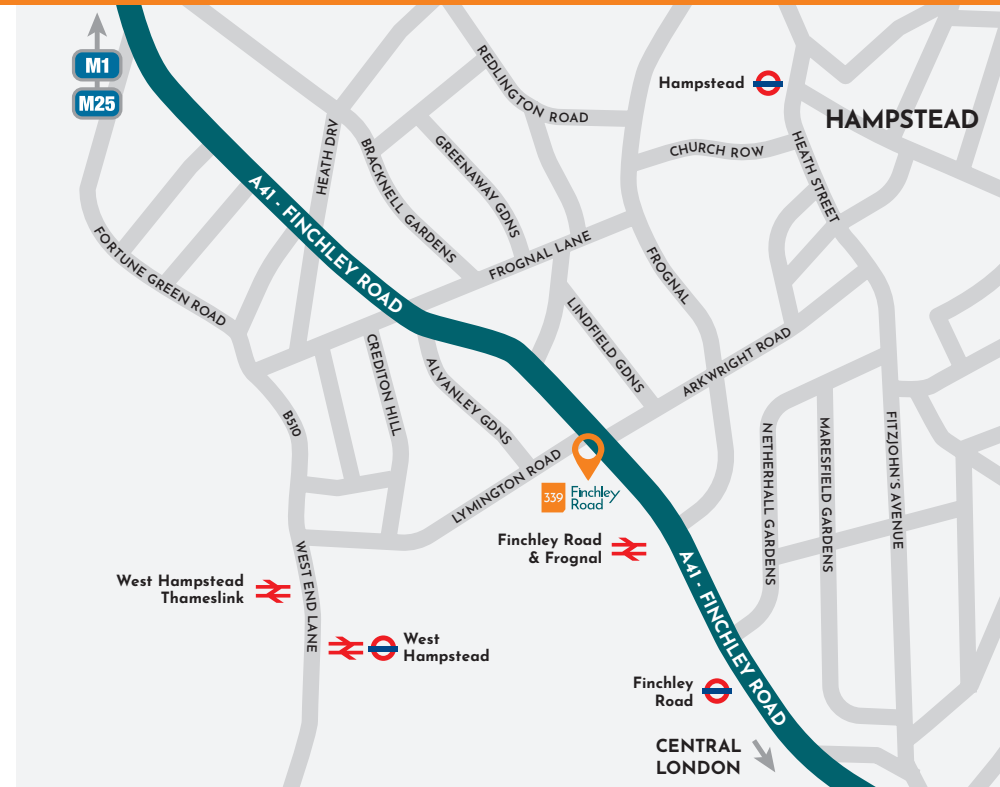 M1
M25
Hampstead
HAMPSTEAD
REDLINGTON ROAD
CHURCH ROW
HEATH STREET
HEATH DRV
BRACKNELL GARDENS
GREENAWAY GDNS
A41 - FINCHLEY ROAD
FORTUNE GREEN ROAD
FROGNAL LANE
FROGNAL
LINDFIELD GDNS
ARKWRIGHT ROAD
CREDITON HILL
ALVANLEY GDNS
B510
LYMINGTON ROAD
339
Finchley
Road
NETHERHALL GARDENS
MARESFIELD GARDENS
FITZJOHN'S AVENUE
Finchley Road
& Frognal
West Hampstead
Thameslink
WEST END LANE
West
Hampstead
A41 - FINCHLEY ROAD
Finchley
Road
CENTRAL
LONDON